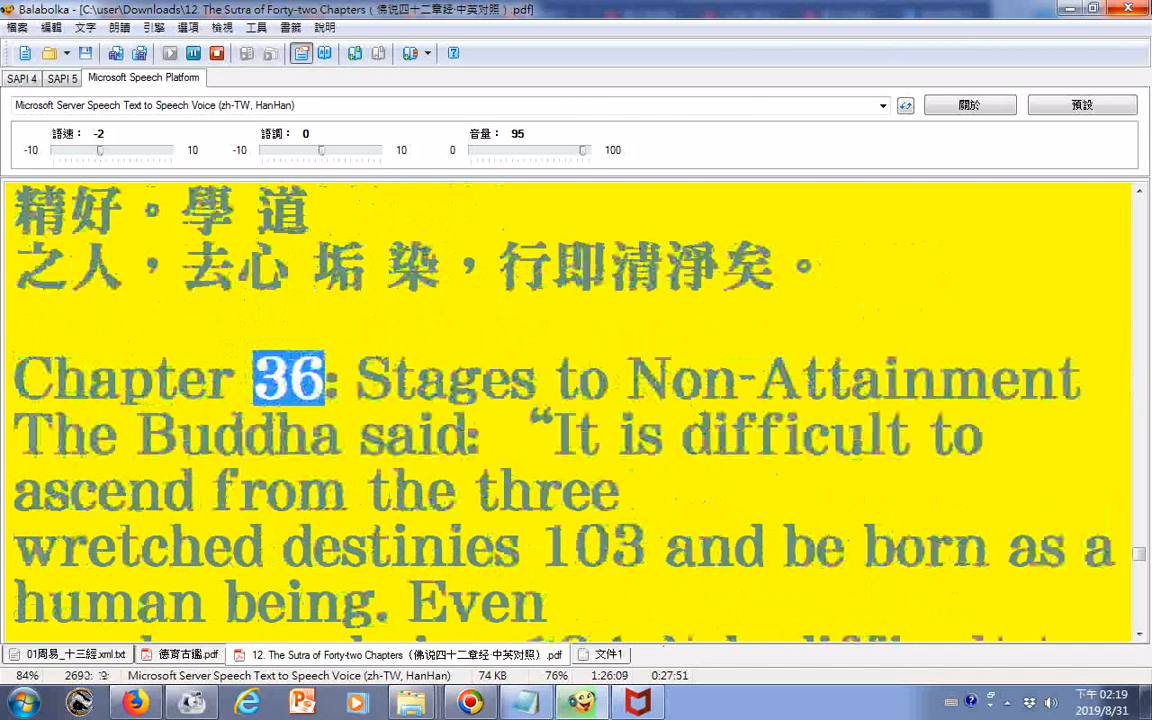 Balabolka - [C:\user\Downloads\12. The Sutra of Forty-two Chapters（佛说四十二章经·中英对照）.pdf]
檔案 編輯 文字 朗讀 引擎 選項 檢視 工具 書籤 說明
SAPI 4 SAPI 5 Microsoft Speech Platform
Microsoft Server Speech Text to Speech Voice (zh-TW, HanHan) 關於 預設
語速： -2 語調： 0 音量： 95
-10 10 -10 10 0 100
精好。學 道
之人，去心 垢 染，行即清淨矣。
Chapter 36: Stages to Non-Attainment
The Buddha said: “It is difficult to
ascend from the three
wretched destinies 103 and be born as a
human being. Even
01周易_十三經.xml.txt 德育古鑑.pdf 12. The Sutra of Forty-two Chapters（佛说四十二章经·中英对照）.pdf 文件1
84% 2692: Microsoft Server Speech Text to Speech Voice (zh-TW, HanHan) 74 KB 76% 1:26:09 0:27:51
下午 02:19
2019/8/31